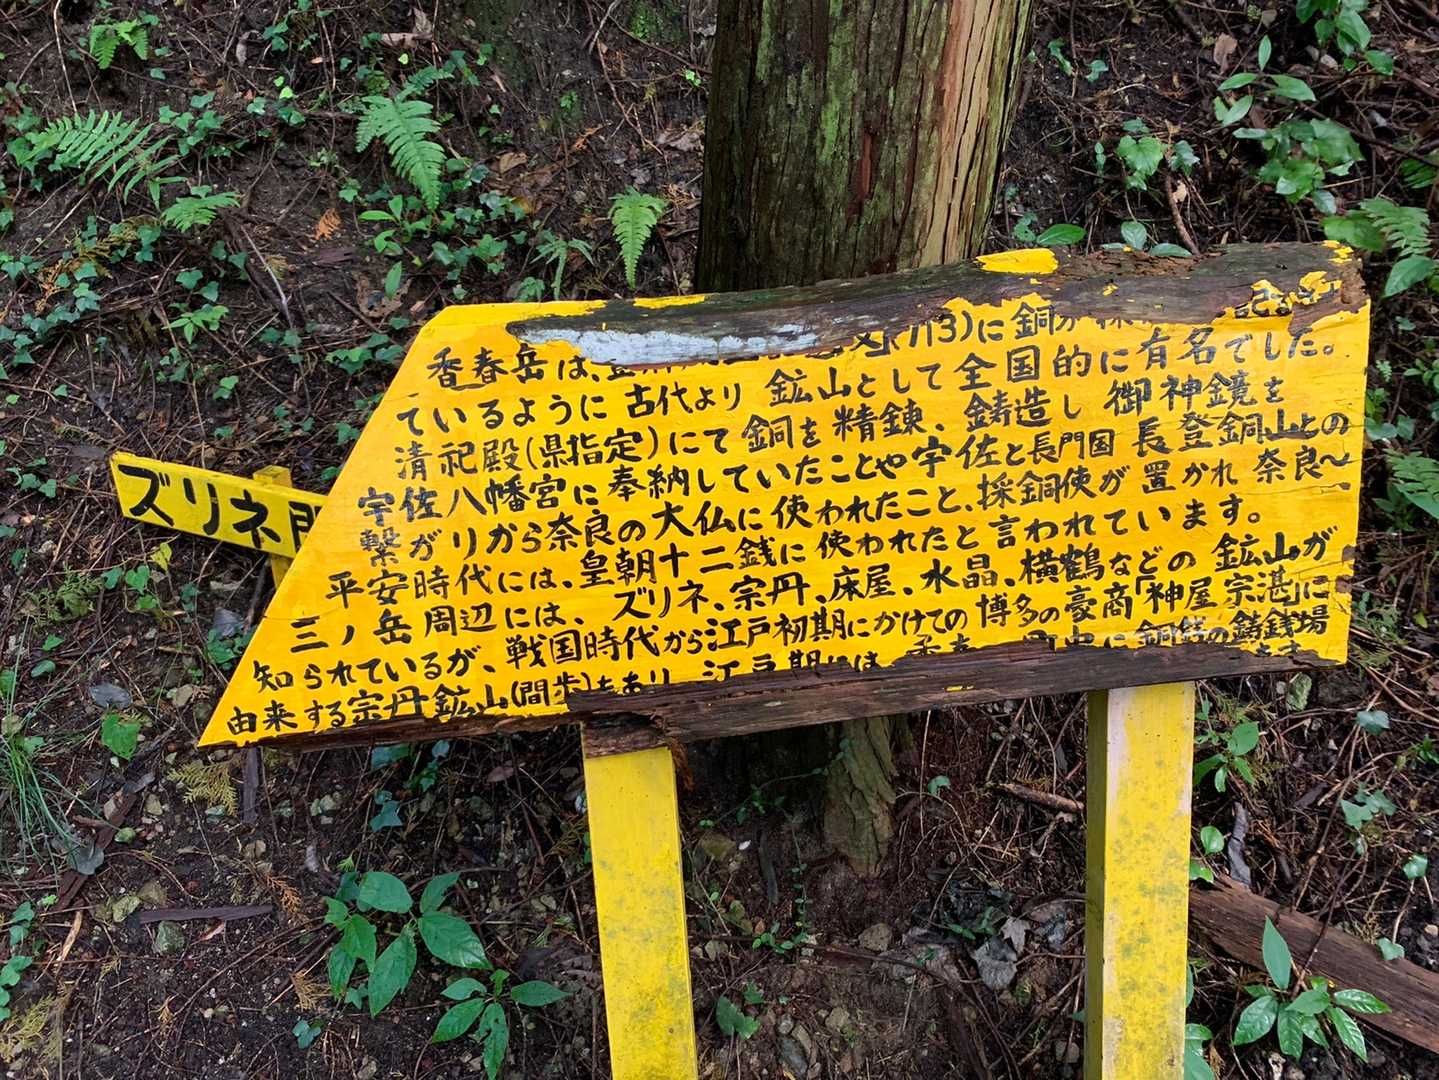 香春岳は、
713)に銅が
ているように古代より 鉱山として全国的に有名でした。
清祀殿(県指定)にて銅を精錬、鋳造し 御神鏡を
宇佐八幡宮に奉納していたことや宇佐と長門国 長登銅山との
繋がりから奈良の大仏に使われたこと、採銅使が置かれ 奈良〜
平安時代には、皇朝十二銭に使われたと言われています。
三ノ岳周辺には、ズリネ、宗丹、床屋、水晶、横鶴などの鉱山が
知られているが、戦国時代から江戸初期にかけての博多の豪商「神屋宗湛」に
由来する宗丹鉱山(間歩)もあり 江戸期には の鋳銭場
ズリネ